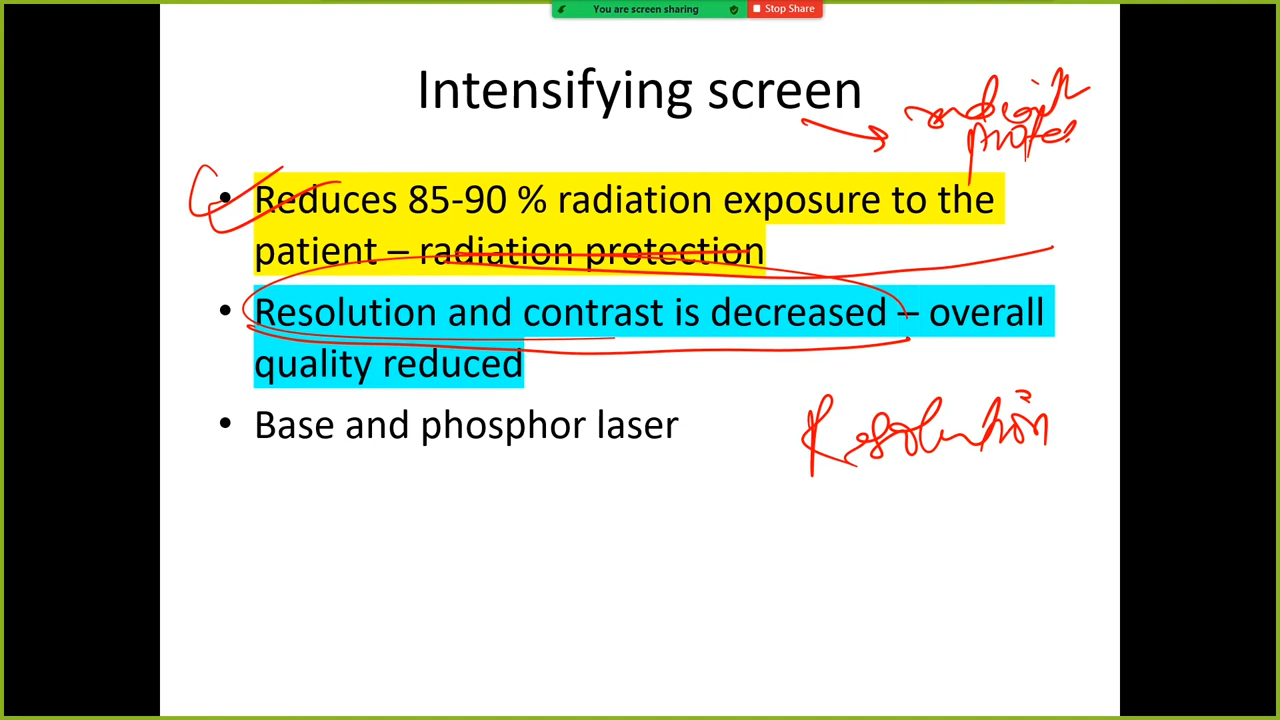 You are screen sharing
Stop Share
Intensifying screen
• Reduces 85-90 % radiation exposure to the
patient – radiation protection
• Resolution and contrast is decreased – overall
quality reduced
• Base and phosphor laser
Resolution